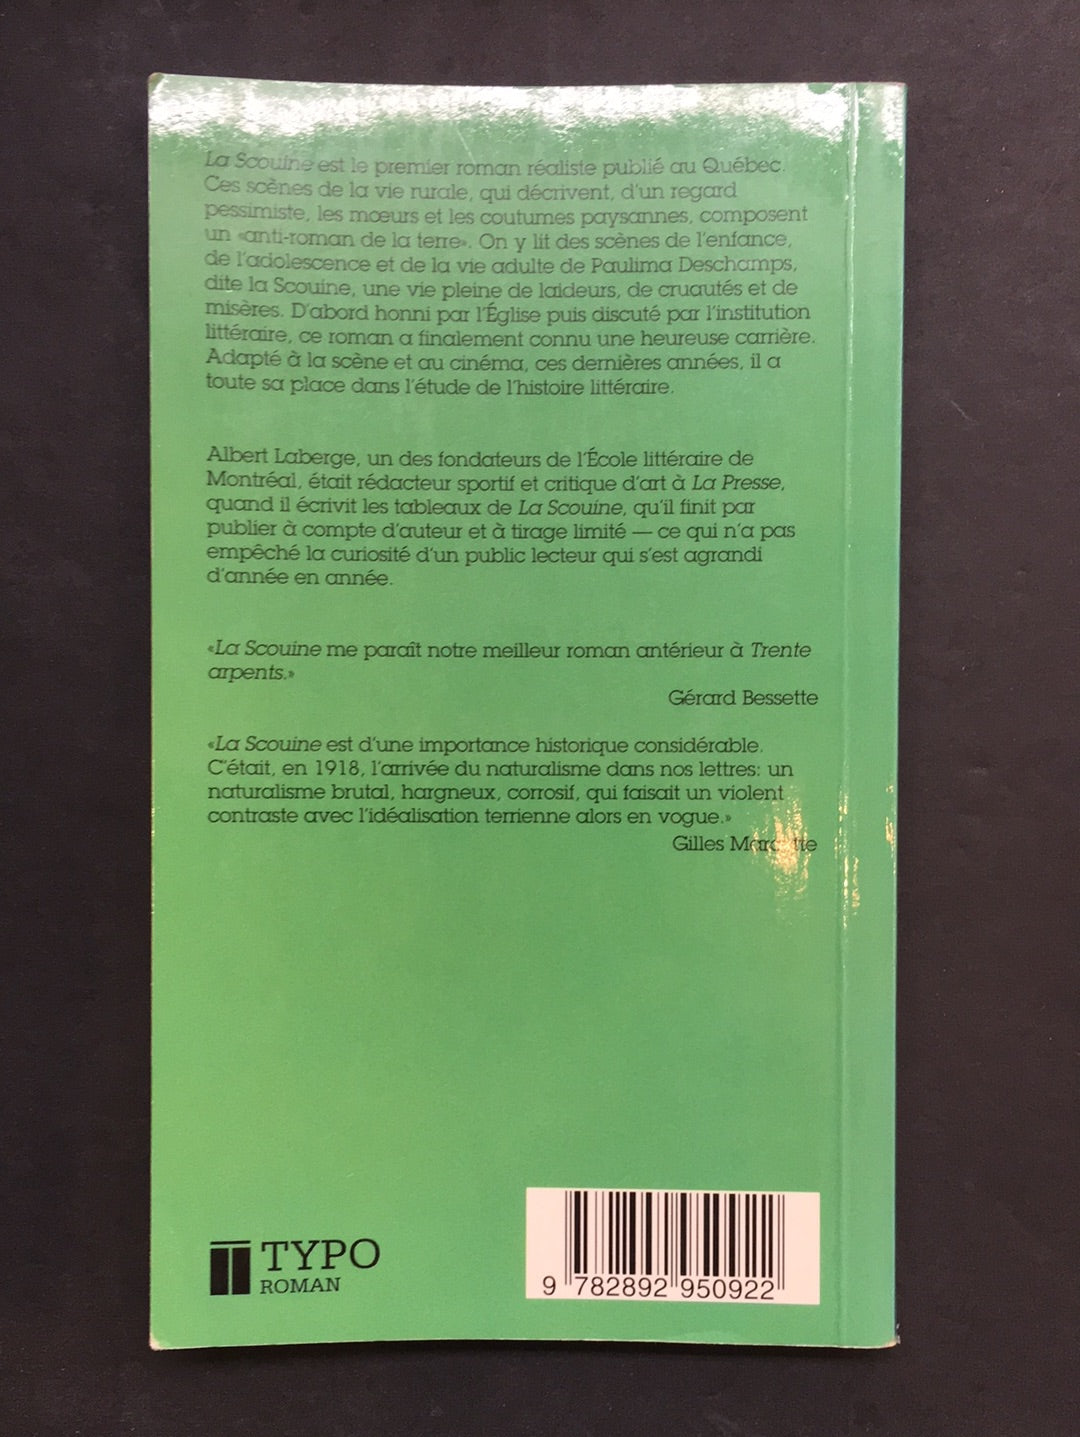 La Scouine est le premier roman réaliste publié au Québec.
Ces scènes de la vie rurale, qui décrivent, d'un regard
pessimiste, les mœurs et les coutumes paysannes, composent
un «anti-roman de la terre». On y lit des scènes de l'enfance,
de l'adolescence et de la vie adulte de Paulima Deschamps,
dite la Scouine, une vie pleine de laideurs, de cruautés et de
misères. D'abord honni par l'Église puis discuté par l'institution
littéraire, ce roman a finalement connu une heureuse carrière.
Adapté à la scène et au cinéma, ces dernières années, il a
toute sa place dans l'étude de l'histoire littéraire.
Albert Laberge, un des fondateurs de l'École littéraire de
Montréal, était rédacteur sportif et critique d'art à La Presse,
quand il écrivit les tableaux de La Scouine, qu'il finit par
publier à compte d'auteur et à tirage limité — ce qui n'a pas
empêché la curiosité d'un public lecteur qui s'est agrandi
d'année en année.
«La Scouine me paraît notre meilleur roman antérieur à Trente
arpents.»
Gérard Bessette
«La Scouine est d'une importance historique considérable.
C'était, en 1918, l'arrivée du naturalisme dans nos lettres: un
naturalisme brutal, hargneux, corrosif, qui faisait un violent
contraste avec l'idéalisation terrienne alors en vogue.»
Gilles Marcotte
TYPO
ROMAN
9 782892 950922